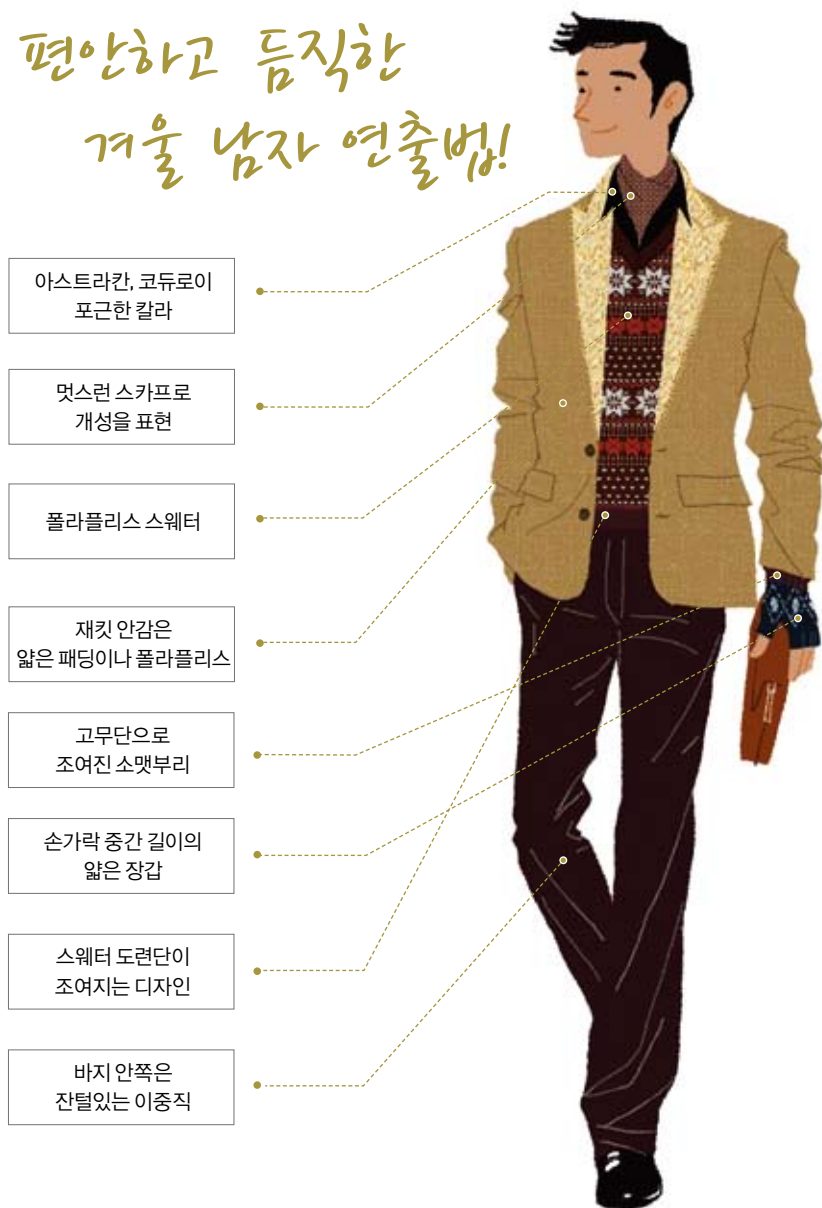 편안하고 듬직한
겨울 남자 연출법!
아스트라칸, 코듀로이
포근한 칼라
멋스런 스카프로
개성을 표현
폴라플리스 스웨터
재킷 안감은
얇은 패딩이나 폴라플리스
고무단으로
조여진 소맷부리
손가락 중간 길이의
얇은 장갑
스웨터 도련단이
조여지는 디자인
바지 안쪽은
잔털있는 이중직